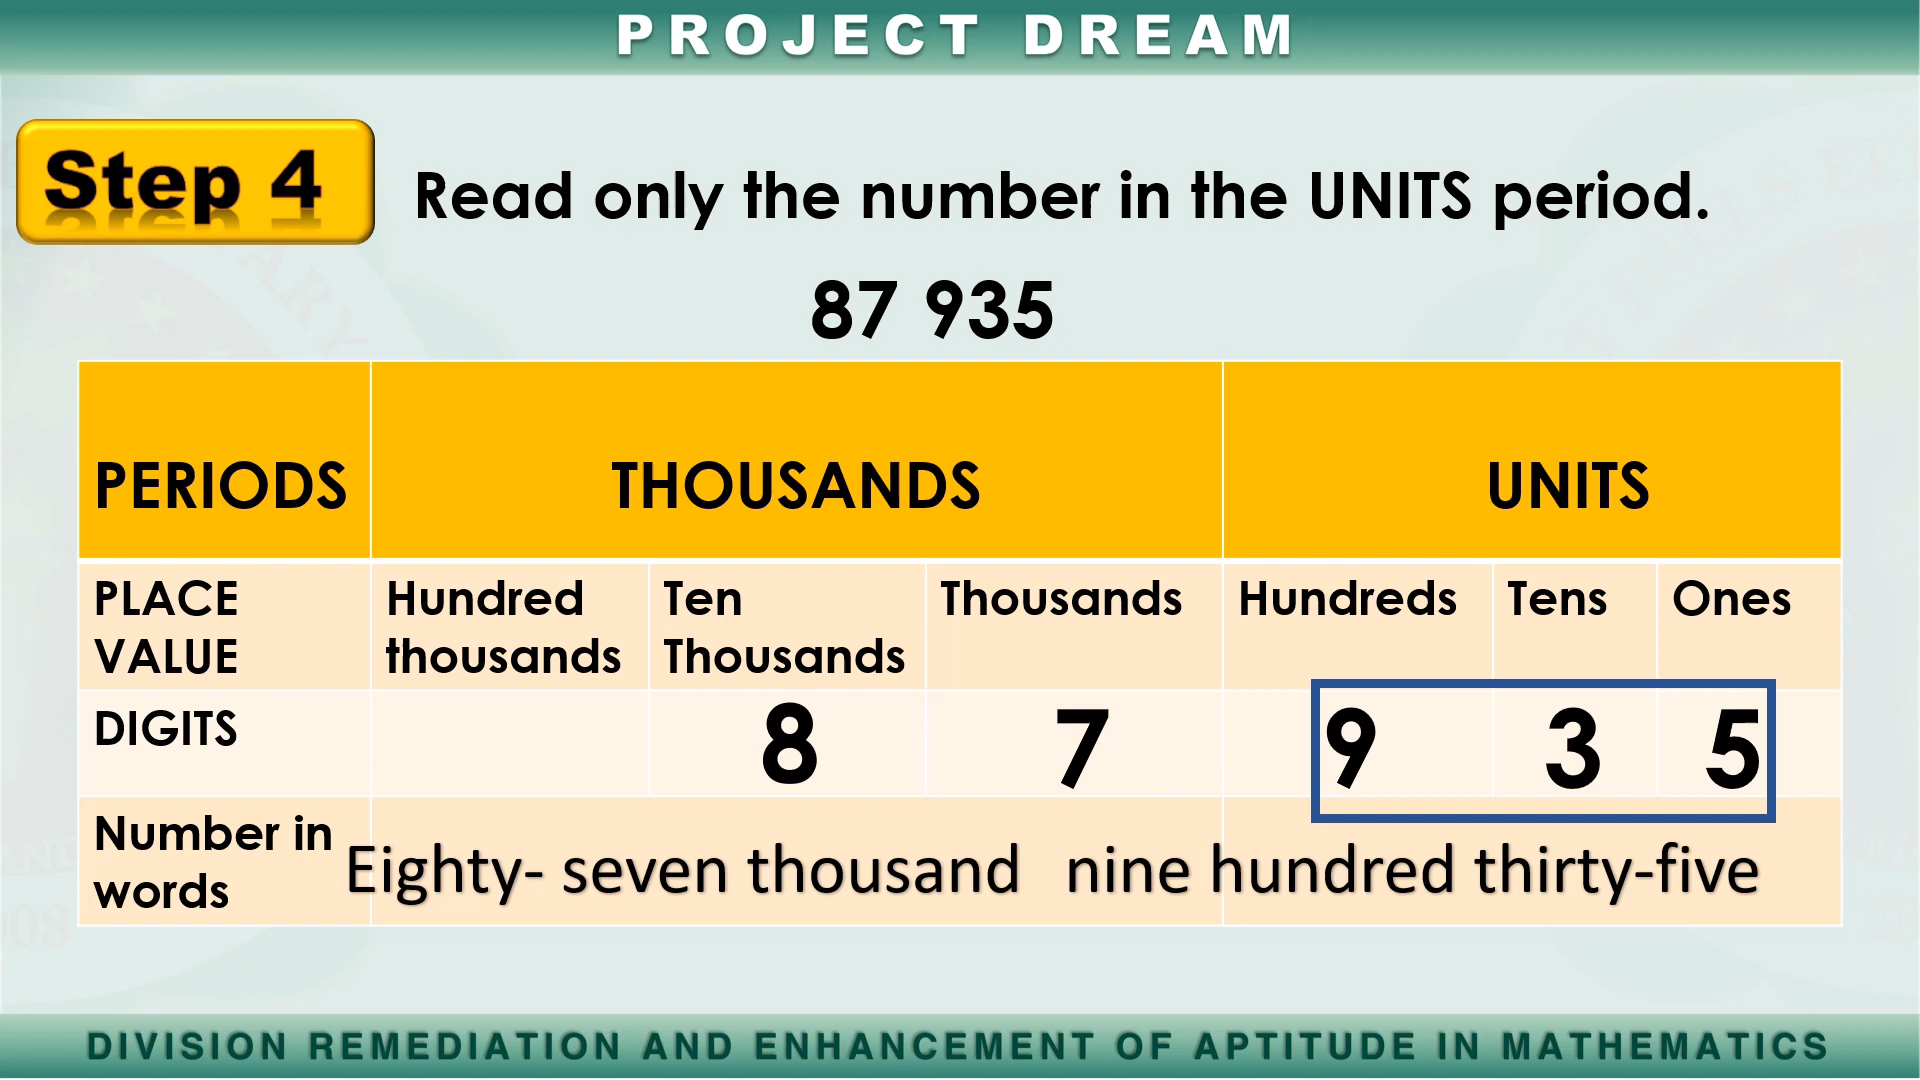 PROJECT DREAM
Step 4
Read only the number in the UNITS period.
87 935
PERIODS THOUSANDS UNITS
PLACE VALUE Hundred thousands Ten Thousands Thousands Hundreds Tens Ones
DIGITS 8 7 9 3 5
Number in words Eighty- seven thousand nine hundred thirty-five
DIVISION REMEDIATION AND ENHANCEMENT OF APTITUDE IN MATHEMATICS